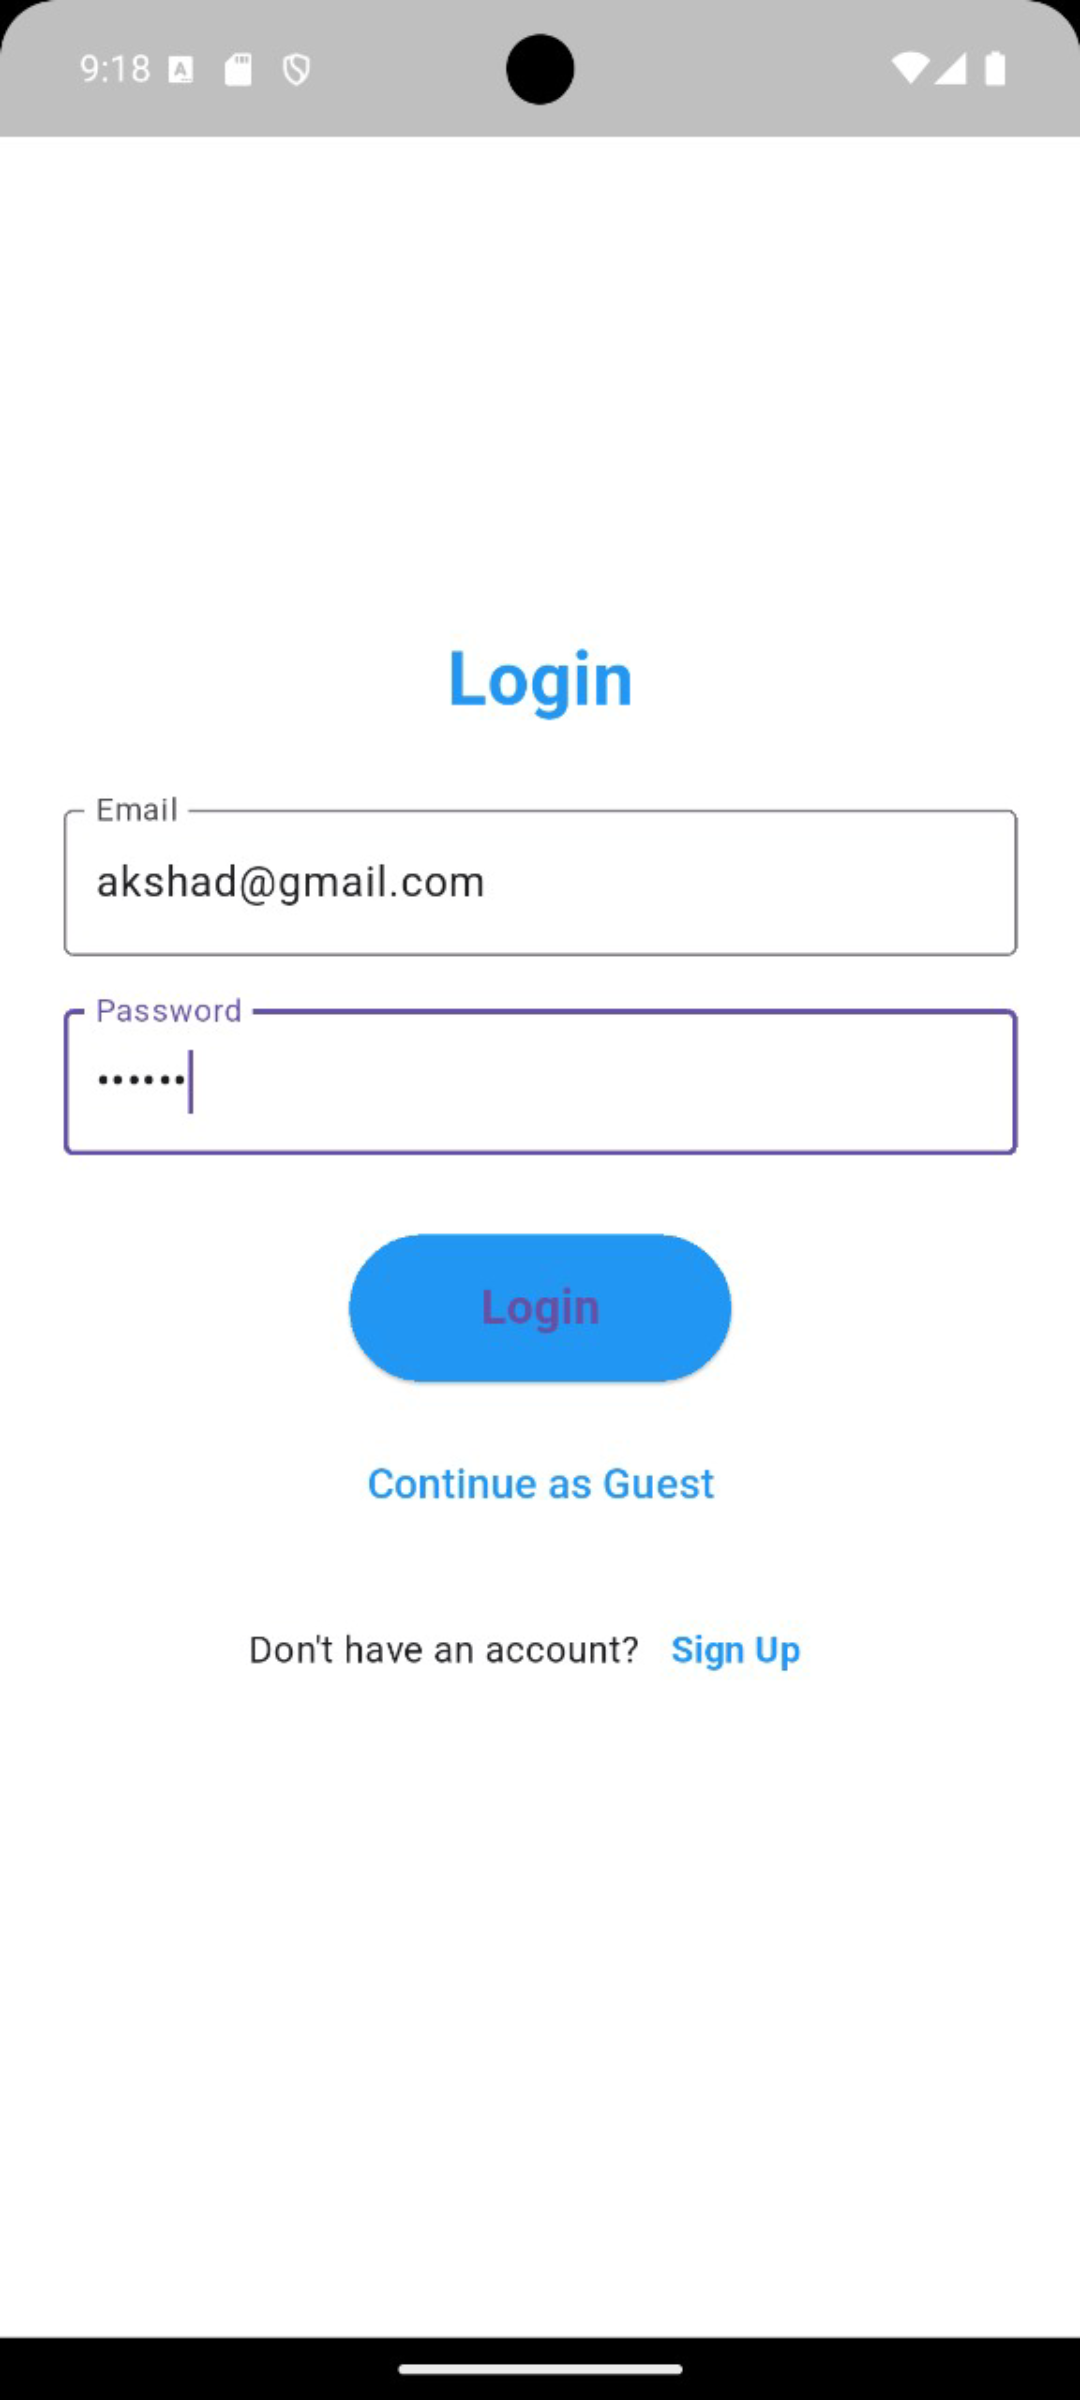 9:18
Login
Email
akshad@gmail.com
Password
••••••
Login
Continue as Guest
Don't have an account? Sign Up